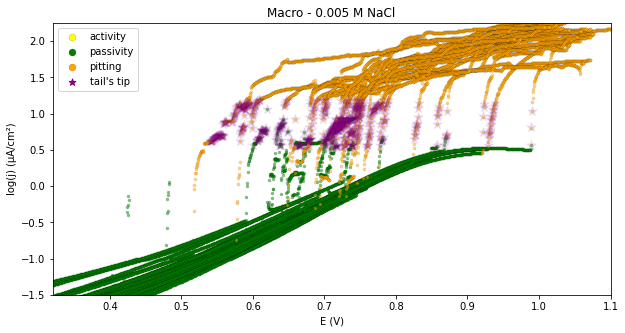 Macro - 0.005 M NaCl
activity
passivity
pitting
tail's tip
log(j) (μA/cm²)
2.0
1.5
1.0
0.5
0.0
−0.5
−1.0
−1.5
0.4 0.5 0.6 0.7 0.8 0.9 1.0 1.1
E (V)